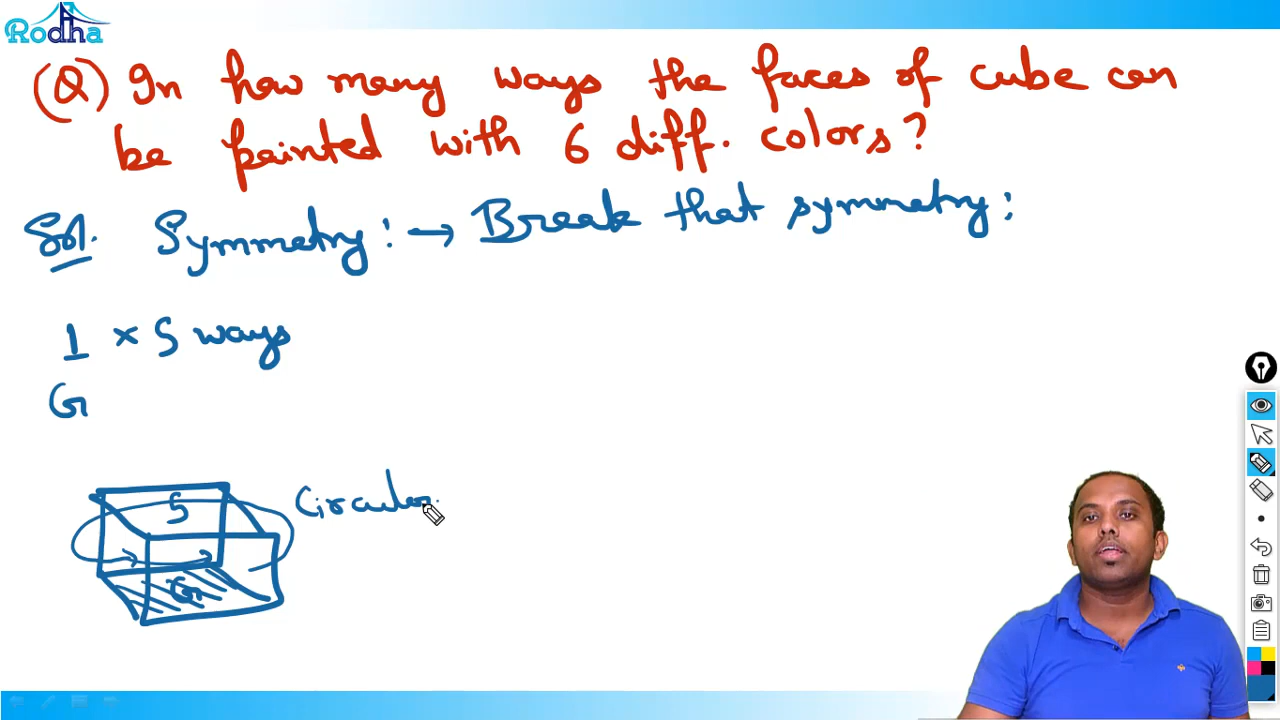 Rodha
(Q) In how many ways the faces of cube can
be painted with 6 diff. colors?
Sol. Symmetry: → Break that symmetry:
1 × 5 ways
G
5
Circular
G